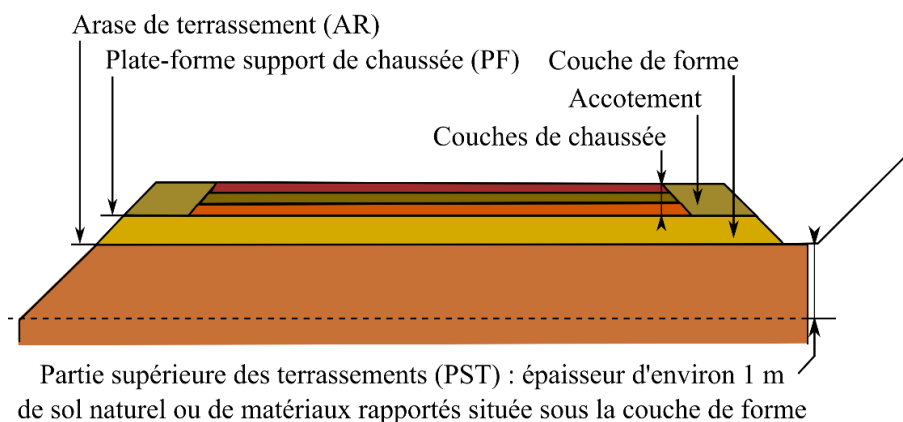 Arase de terrassement (AR)
Plate-forme support de chaussée (PF)
Couche de forme
Accotement
Couches de chaussée
Partie supérieure des terrassements (PST) : épaisseur d'environ 1 m
de sol naturel ou de matériaux rapportés située sous la couche de forme